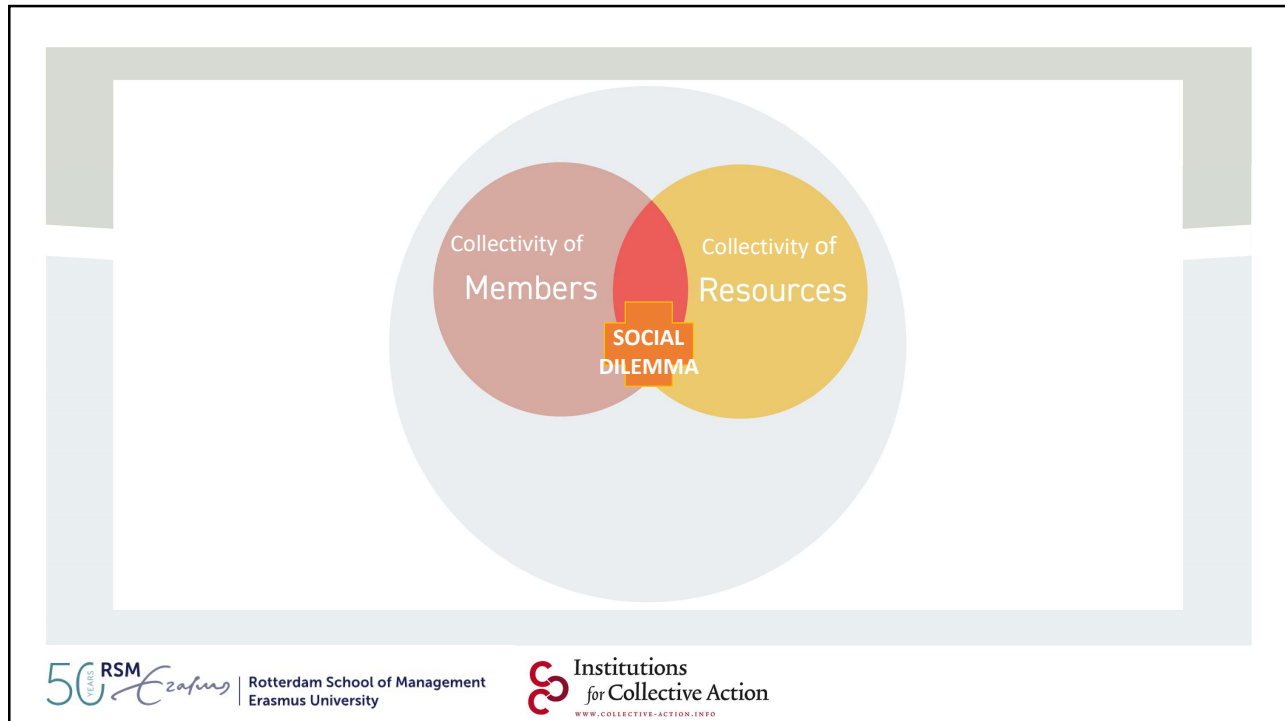 Collectivity of
Members
Collectivity of
Resources
SOCIAL
DILEMMA
50 YEARS RSM Erasmus
Rotterdam School of Management
Erasmus University
Institutions
for Collective Action
WWW.COLLECTIVE-ACTION.INFO